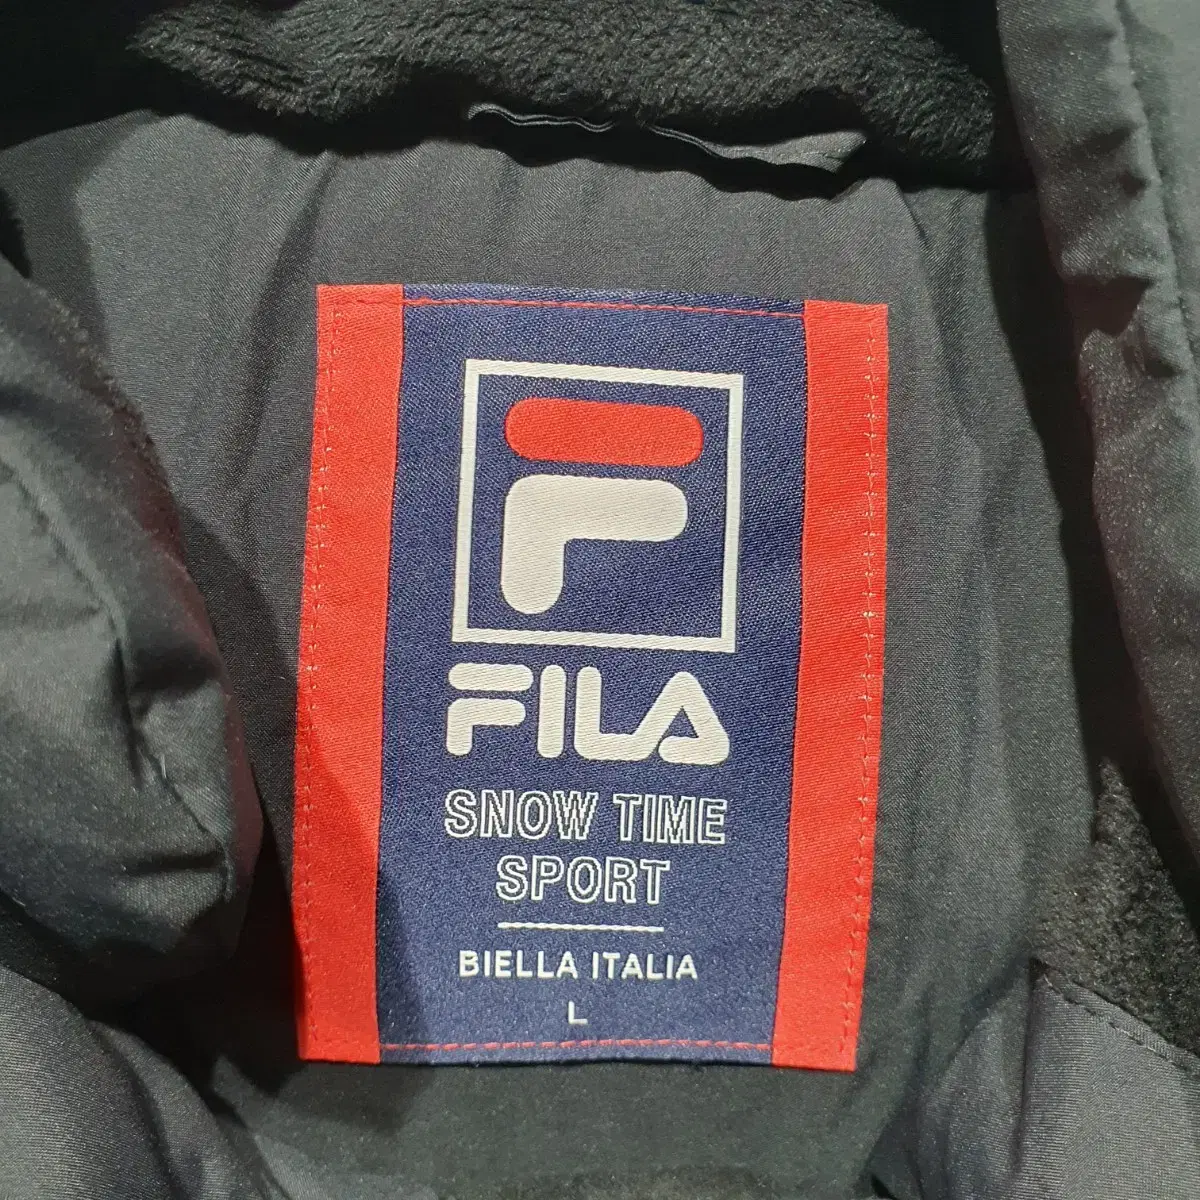 F
FILA
SNOW TIME
SPORT
BIELLA ITALIA
L